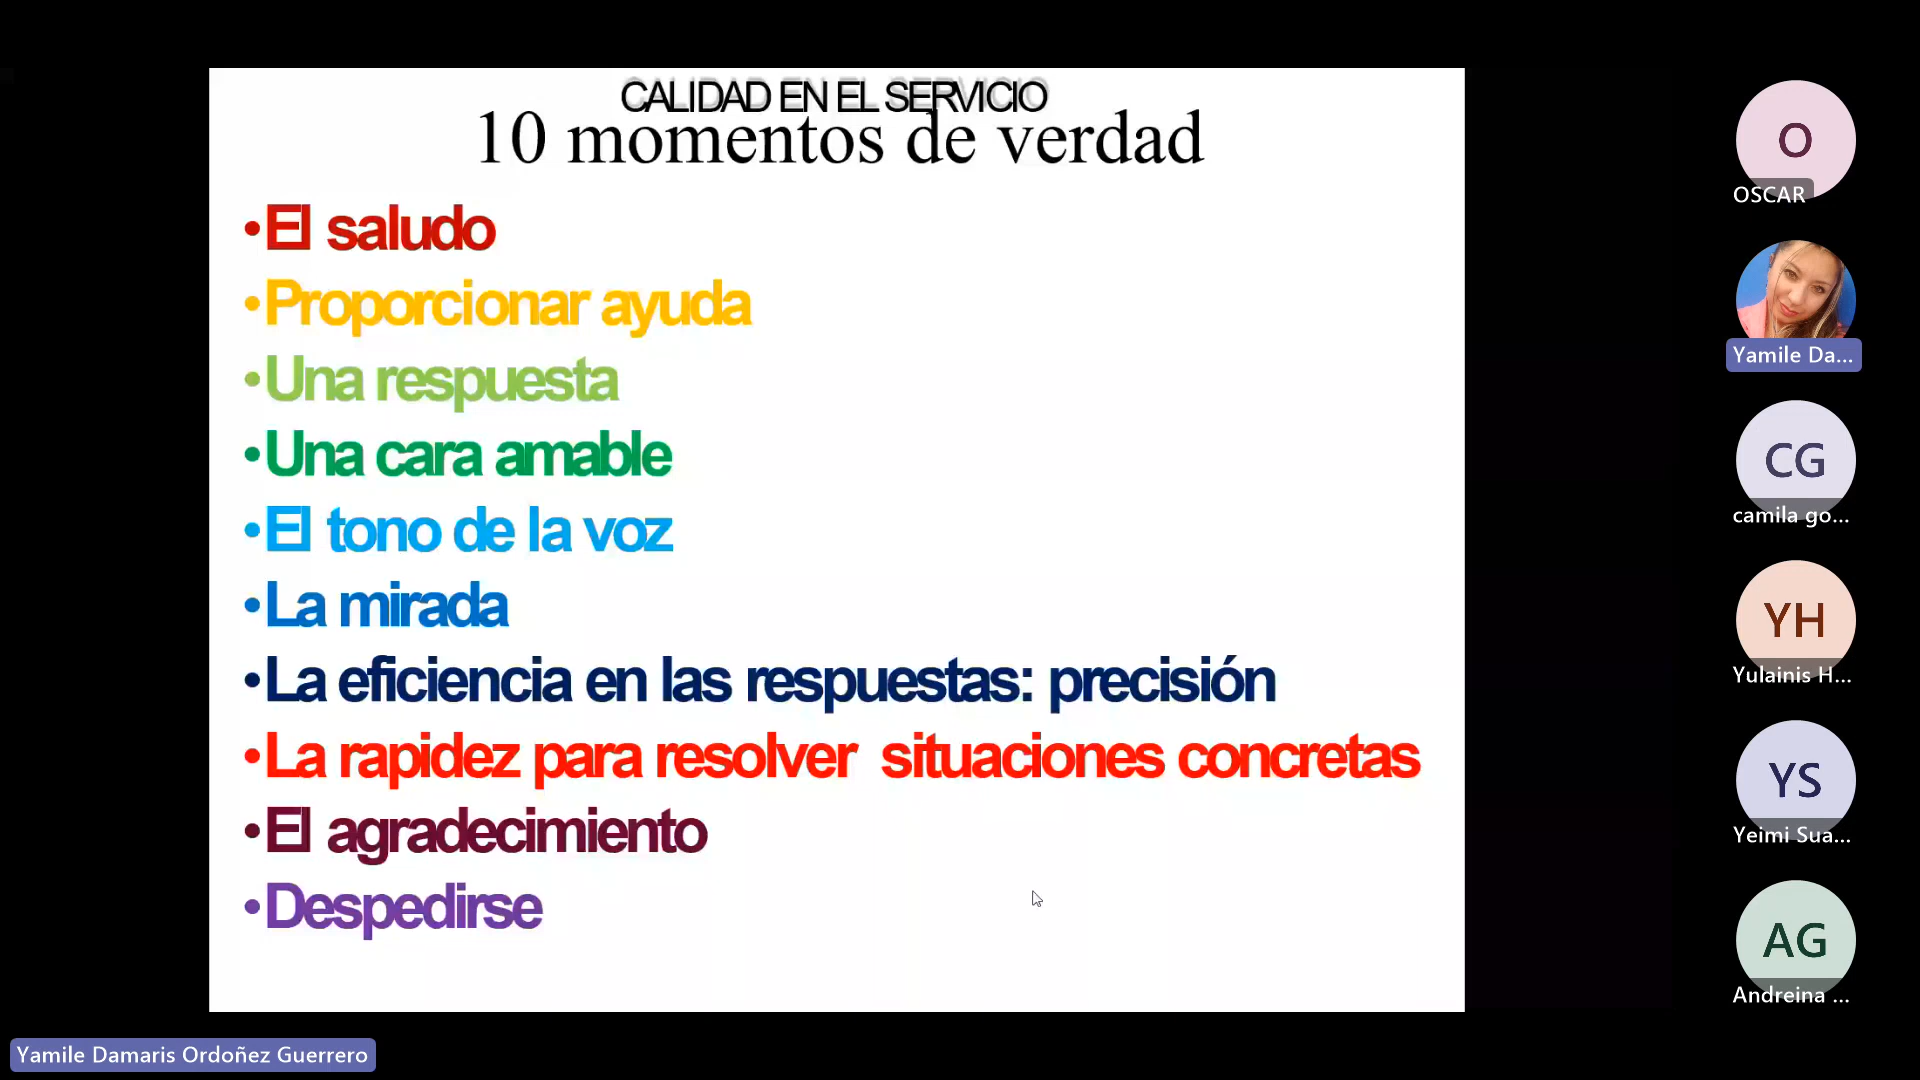 CALIDAD EN EL SERVICIO
10 momentos de verdad
•El saludo
•Proporcionar ayuda
•Una respuesta
•Una cara amable
•El tono de la voz
•La mirada
•La eficiencia en las respuestas: precisión
•La rapidez para resolver situaciones concretas
•El agradecimiento
•Despedirse
O
OSCAR
Yamile Da...
CG
camila go...
YH
Yulainis H...
YS
Yeimi Sua...
AG
Andreina ...
Yamile Damaris Ordoñez Guerrero